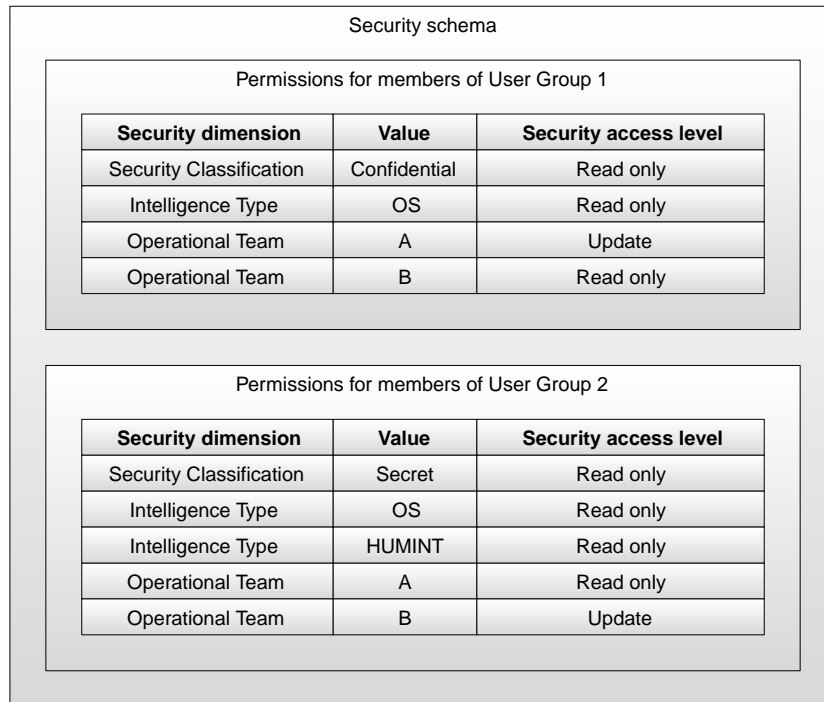 Security schema
Permissions for members of User Group 1
Security dimension Value Security access level
Security Classification Confidential Read only
Intelligence Type OS Read only
Operational Team A Update
Operational Team B Read only
Permissions for members of User Group 2
Security dimension Value Security access level
Security Classification Secret Read only
Intelligence Type OS Read only
Intelligence Type HUMINT Read only
Operational Team A Read only
Operational Team B Update